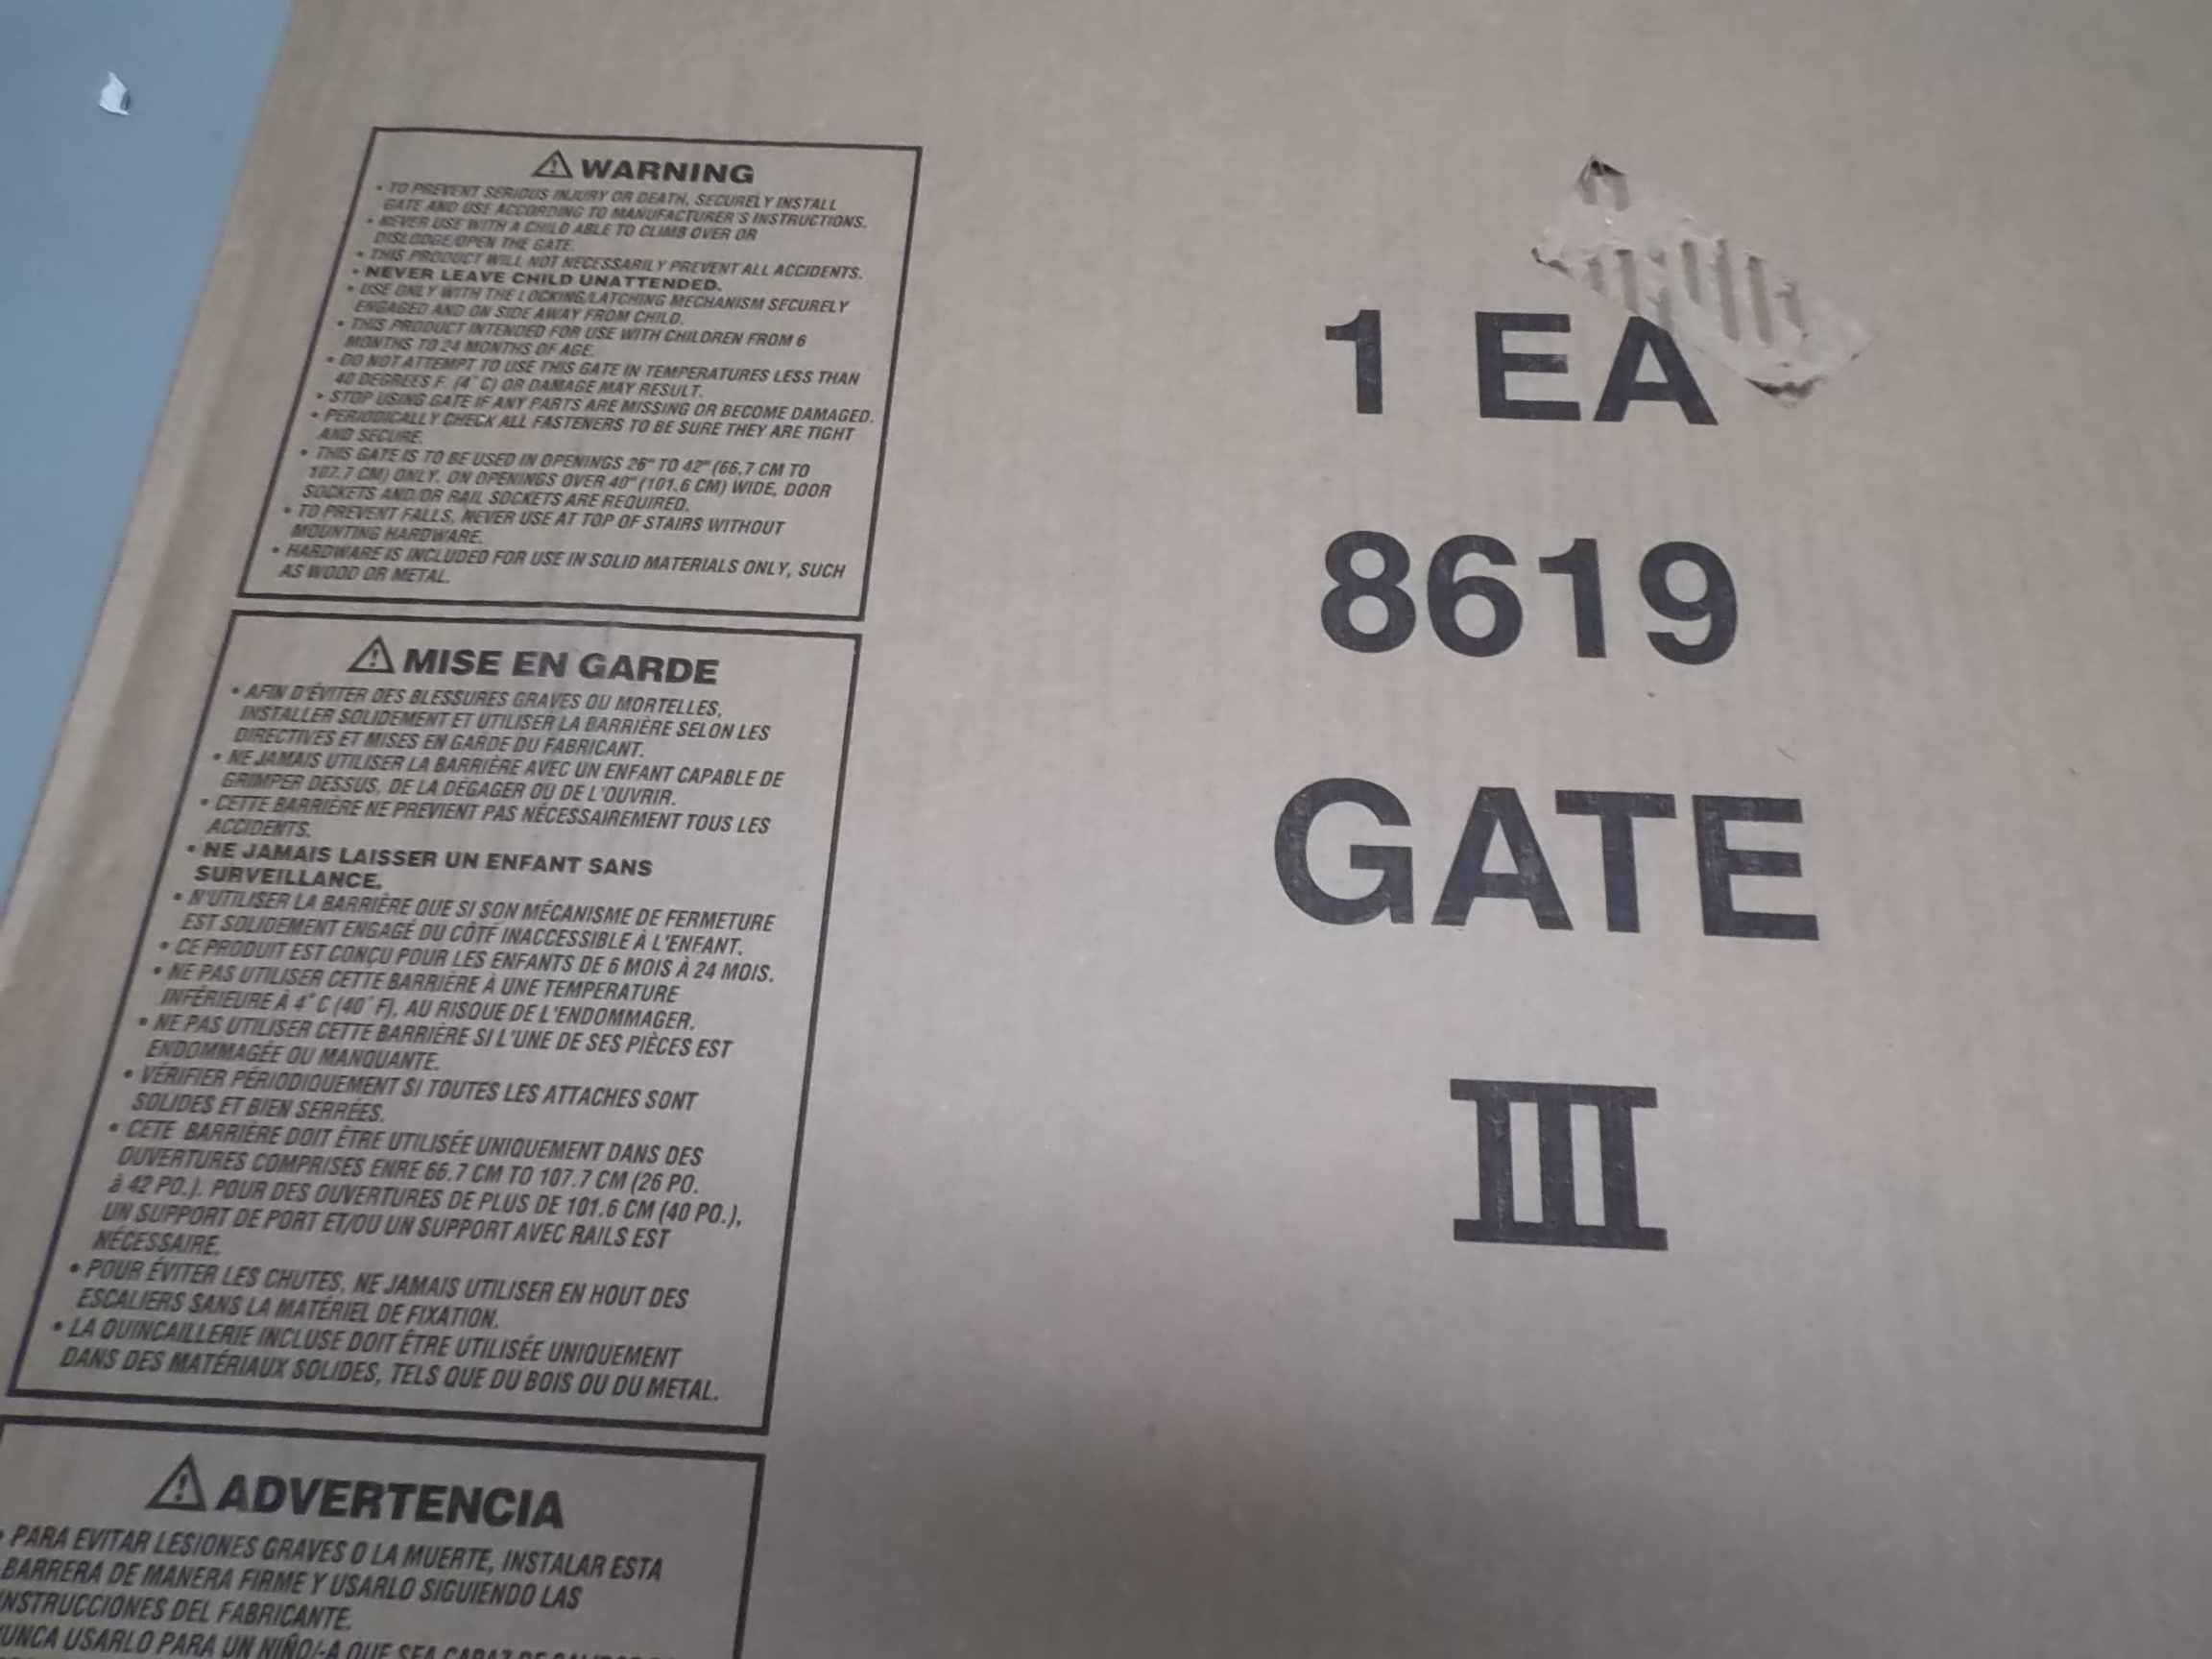 ⚠ WARNING
• TO PREVENT SERIOUS INJURY OR DEATH, SECURELY INSTALL
GATE AND USE ACCORDING TO MANUFACTURER'S INSTRUCTIONS.
• NEVER USE WITH A CHILD ABLE TO CLIMB OVER OR
DISLODGE/OPEN THE GATE.
• THIS PRODUCT WILL NOT NECESSARILY PREVENT ALL ACCIDENTS.
• NEVER LEAVE CHILD UNATTENDED.
• USE ONLY WITH THE LOCKING/LATCHING MECHANISM SECURELY
ENGAGED AND ON SIDE AWAY FROM CHILD.
• THIS PRODUCT INTENDED FOR USE WITH CHILDREN FROM 6
MONTHS TO 24 MONTHS OF AGE.
• DO NOT ATTEMPT TO USE THIS GATE IN TEMPERATURES LESS THAN
40 DEGREES F. (4° C) OR DAMAGE MAY RESULT.
• STOP USING GATE IF ANY PARTS ARE MISSING OR BECOME DAMAGED.
• PERIODICALLY CHECK ALL FASTENERS TO BE SURE THEY ARE TIGHT
AND SECURE.
• THIS GATE IS TO BE USED IN OPENINGS 26" TO 42" (66.7 CM TO
107.7 CM) ONLY. ON OPENINGS OVER 40" (101.6 CM) WIDE, DOOR
SOCKETS AND/OR RAIL SOCKETS ARE REQUIRED.
• TO PREVENT FALLS, NEVER USE AT TOP OF STAIRS WITHOUT
MOUNTING HARDWARE.
• HARDWARE IS INCLUDED FOR USE IN SOLID MATERIALS ONLY, SUCH
AS WOOD OR METAL.
⚠ MISE EN GARDE
• AFIN D'ÉVITER DES BLESSURES GRAVES OU MORTELLES,
INSTALLER SOLIDEMENT ET UTILISER LA BARRIÈRE SELON LES
DIRECTIVES ET MISES EN GARDE DU FABRICANT.
• NE JAMAIS UTILISER LA BARRIÈRE AVEC UN ENFANT CAPABLE DE
GRIMPER DESSUS, DE LA DÉGAGER OU DE L'OUVRIR.
• CETTE BARRIÈRE NE PREVIENT PAS NÉCESSAIREMENT TOUS LES
ACCIDENTS.
• NE JAMAIS LAISSER UN ENFANT SANS
SURVEILLANCE.
• N'UTILISER LA BARRIÈRE QUE SI SON MÉCANISME DE FERMETURE
EST SOLIDEMENT ENGAGÉ DU CÔTÉ INACCESSIBLE À L'ENFANT.
• CE PRODUIT EST CONÇU POUR LES ENFANTS DE 6 MOIS À 24 MOIS.
• NE PAS UTILISER CETTE BARRIÈRE À UNE TEMPERATURE
INFÉRIEURE À 4° C (40° F), AU RISQUE DE L'ENDOMMAGER.
• NE PAS UTILISER CETTE BARRIÈRE SI L'UNE DE SES PIÈCES EST
ENDOMMAGÉE OU MANQUANTE.
• VÉRIFIER PÉRIODIQUEMENT SI TOUTES LES ATTACHES SONT
SOLIDES ET BIEN SERRÉES.
• CETE BARRIÈRE DOIT ÊTRE UTILISÉE UNIQUEMENT DANS DES
OUVERTURES COMPRISES ENRE 66.7 CM TO 107.7 CM (26 PO.
à 42 PO.). POUR DES OUVERTURES DE PLUS DE 101.6 CM (40 PO.),
UN SUPPORT DE PORT ET/OU UN SUPPORT AVEC RAILS EST
NÉCESSAIRE.
• POUR ÉVITER LES CHUTES, NE JAMAIS UTILISER EN HOUT DES
ESCALIERS SANS LA MATÉRIEL DE FIXATION.
• LA QUINCAILLERIE INCLUSE DOIT ÊTRE UTILISÉE UNIQUEMENT
DANS DES MATÉRIAUX SOLIDES, TELS QUE DU BOIS OU DU METAL.
⚠ ADVERTENCIA
• PARA EVITAR LESIONES GRAVES O LA MUERTE, INSTALAR ESTA
BARRERA DE MANERA FIRME Y USARLO SIGUIENDO LAS
INSTRUCCIONES DEL FABRICANTE.
NUNCA USARLO PARA UN NIÑO/-A QUE SEA CAPAZ DE
1 EA
8619
GATE
III